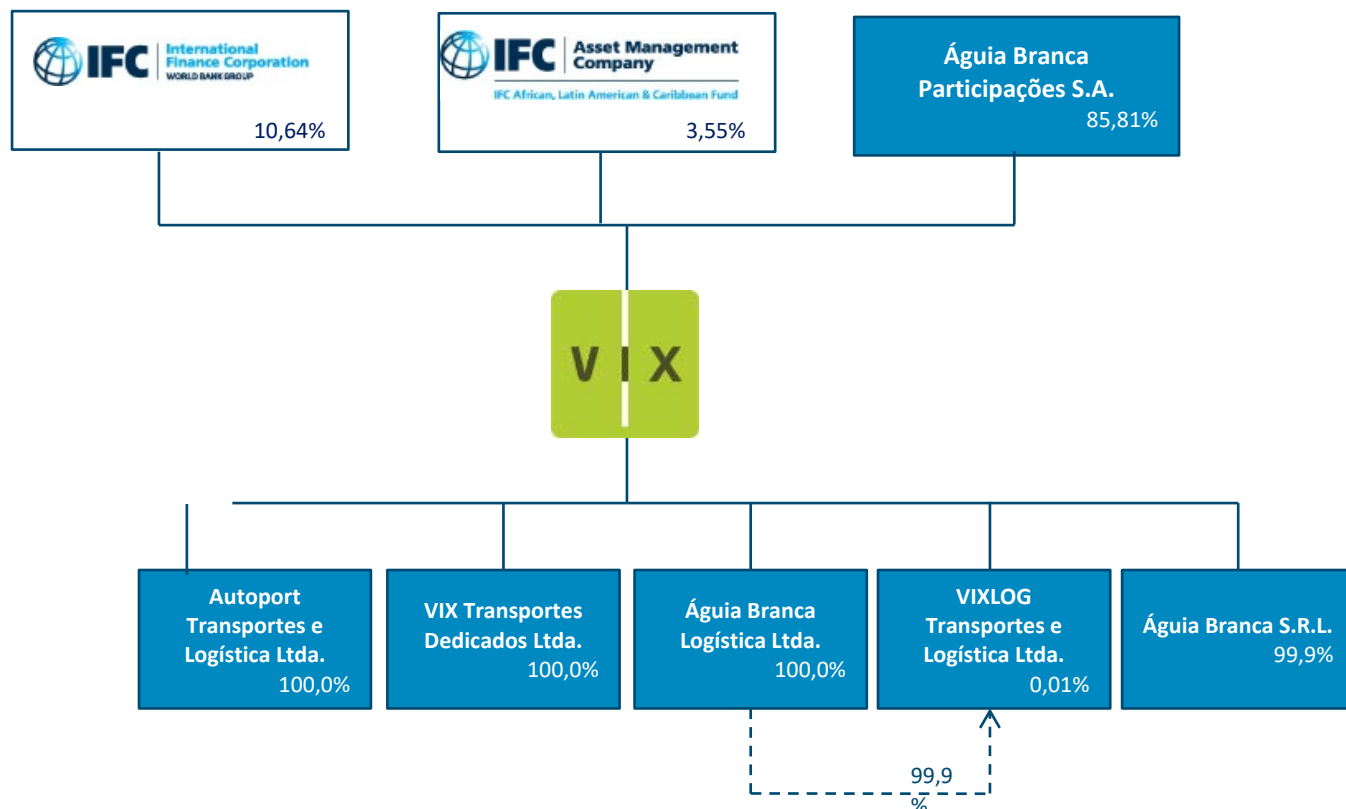 IFC
International
Finance Corporation
WORLD BANK GROUP
10,64%
IFC
Asset Management
Company
IFC African, Latin American & Caribbean Fund
3,55%
Águia Branca
Participações S.A.
85,81%
VIX
Autoport
Transportes e
Logística Ltda.
100,0%
VIX Transportes
Dedicados Ltda.
100,0%
Águia Branca
Logística Ltda.
100,0%
VIXLOG
Transportes e
Logística Ltda.
0,01%
Águia Branca S.R.L.
99,9%
99,9
%